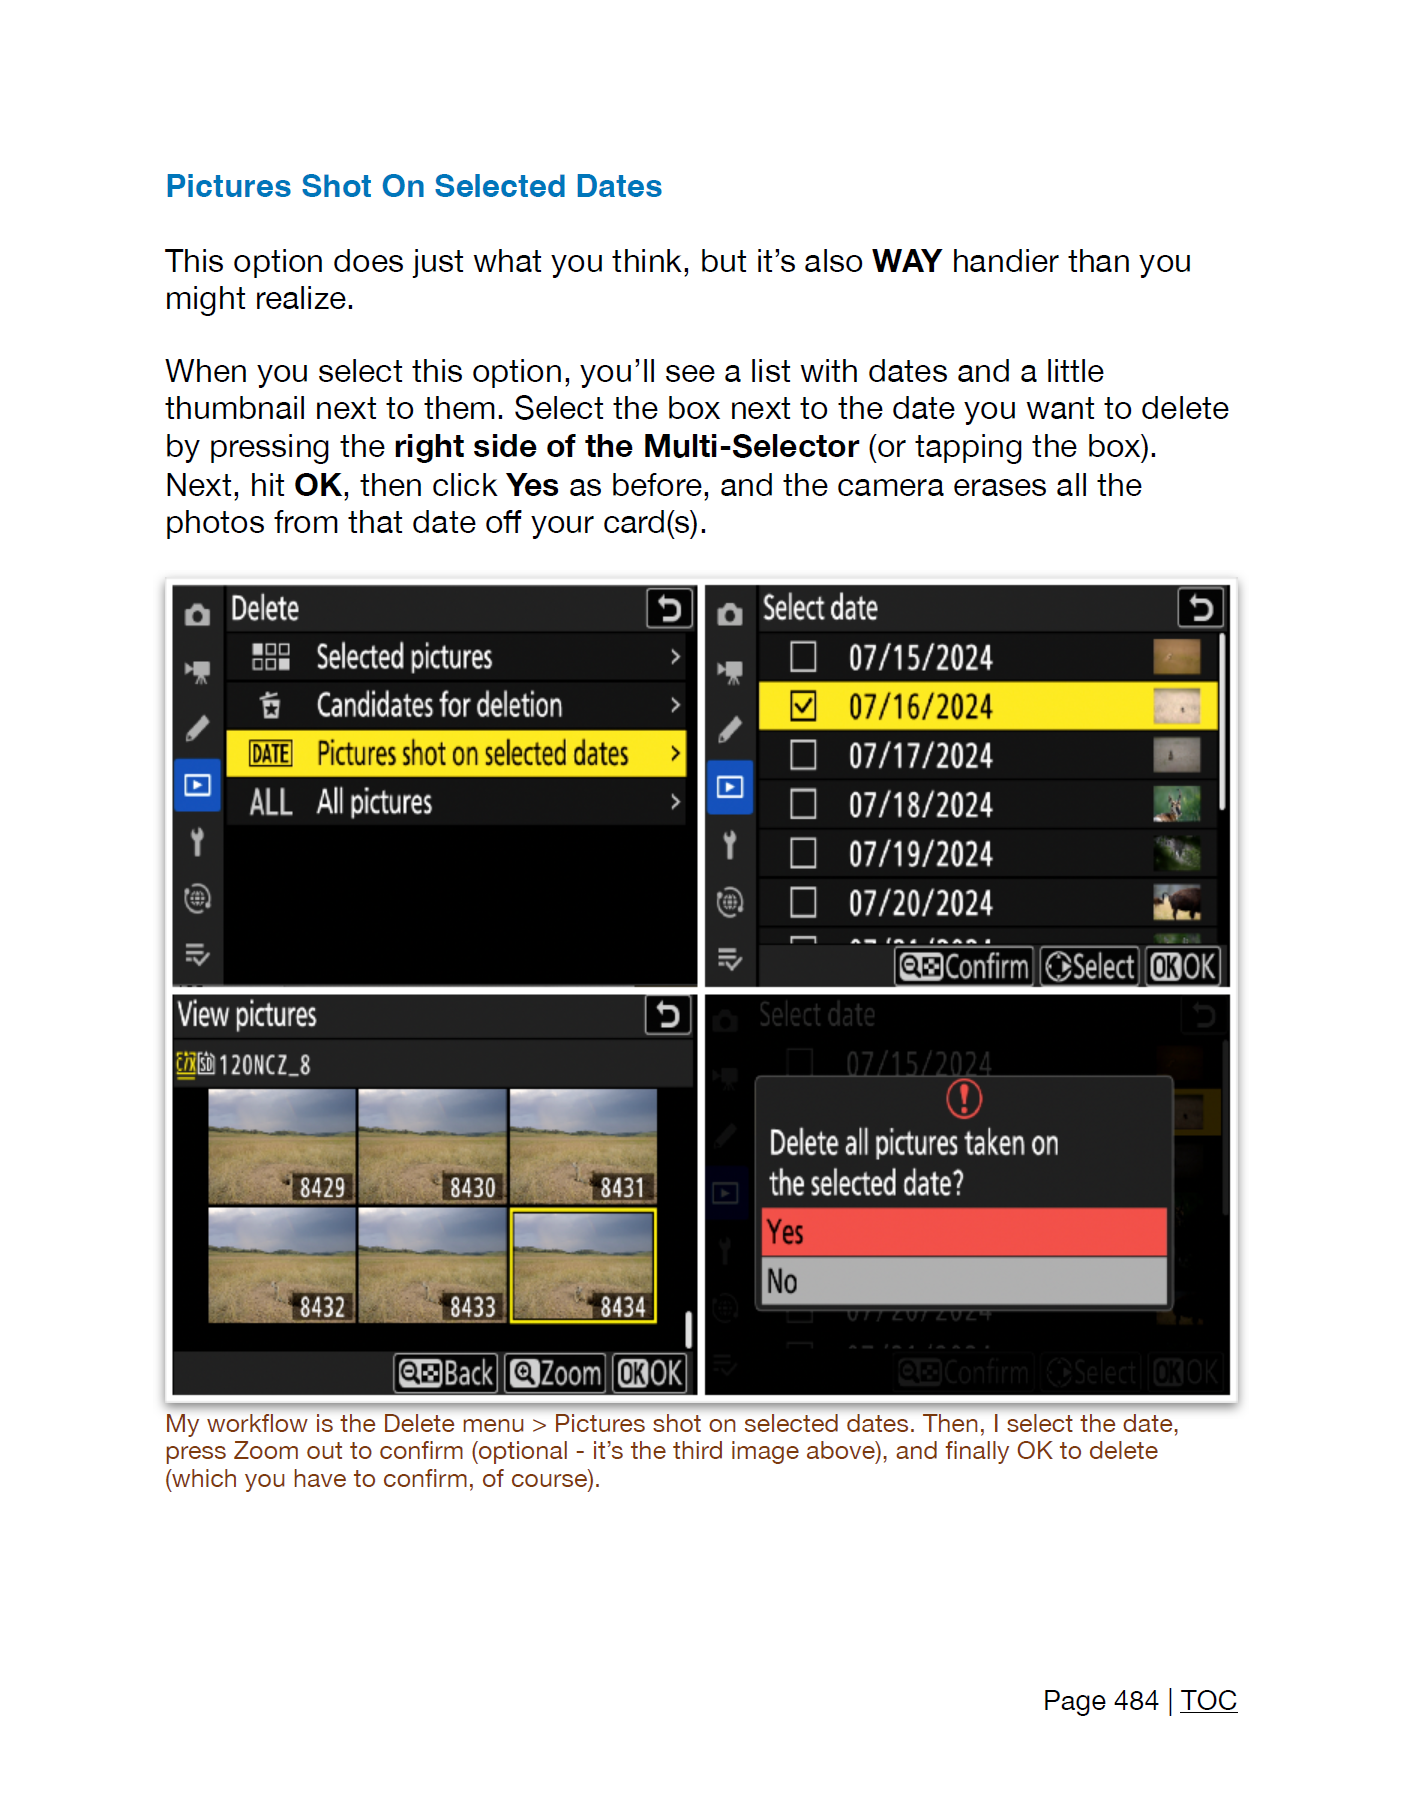 Pictures Shot On Selected Dates
This option does just what you think, but it's also WAY handier than you
might realize.
When you select this option, you'll see a list with dates and a little
thumbnail next to them. Select the box next to the date you want to delete
by pressing the right side of the Multi-Selector (or tapping the box).
Next, hit OK, then click Yes as before, and the camera erases all the
photos from that date off your card(s).
Delete
Selected pictures
Candidates for deletion
DATE Pictures shot on selected dates
ALL All pictures
Select date
07/15/2024
07/16/2024
07/17/2024
07/18/2024
07/19/2024
07/20/2024
Confirm Select OK OK
View pictures
C/X SD 120NCZ_8
8429 8430 8431
8432 8433 8434
Back Zoom OK OK
Select date
07/15/2024
Delete all pictures taken on
the selected date?
Yes
No
07/20/2024
Confirm Select OK OK
My workflow is the Delete menu > Pictures shot on selected dates. Then, I select the date,
press Zoom out to confirm (optional - it's the third image above), and finally OK to delete
(which you have to confirm, of course).
Page 484 | TOC